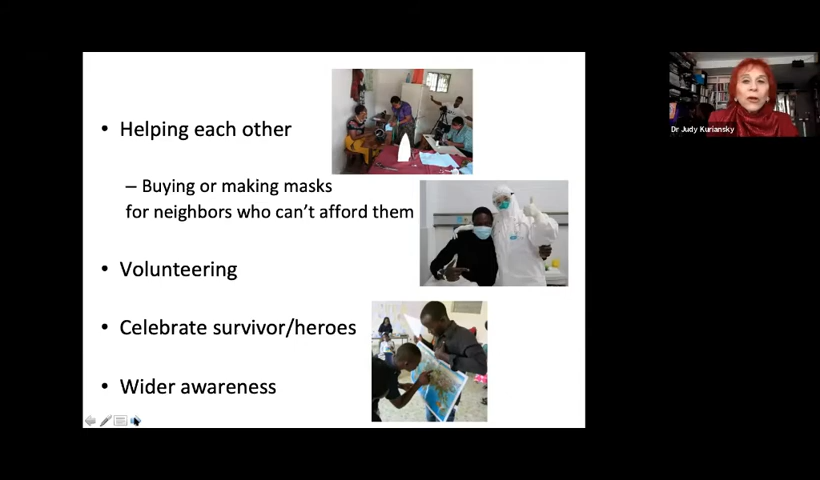 • Helping each other
– Buying or making masks
for neighbors who can’t afford them
• Volunteering
• Celebrate survivor/heroes
• Wider awareness
Dr Judy Kuriansky